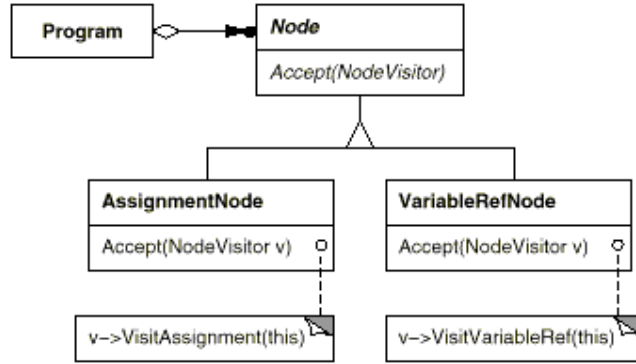 Program
Node
Accept(NodeVisitor)
AssignmentNode
Accept(NodeVisitor v)
VariableRefNode
Accept(NodeVisitor v)
v->VisitAssignment(this)
v->VisitVariableRef(this)